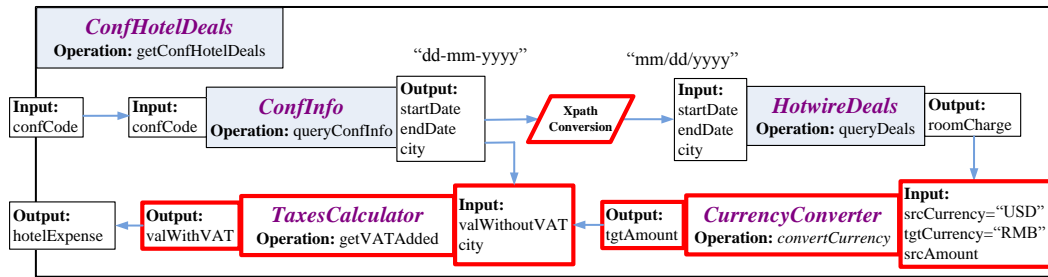 ConfHotelDeals
Operation: getConfHotelDeals
“dd-mm-yyyy”
“mm/dd/yyyy”
Input:
confCode
Input:
confCode
ConfInfo
Operation: queryConfInfo
Output:
startDate
endDate
city
Xpath
Conversion
Input:
startDate
endDate
city
HotwireDeals
Operation: queryDeals
Output:
roomCharge
Output:
hotelExpense
Output:
valWithVAT
TaxesCalculator
Operation: getVATAdded
Input:
valWithoutVAT
city
Output:
tgtAmount
CurrencyConverter
Operation: convertCurrency
Input:
srcCurrency=“USD”
tgtCurrency=“RMB”
srcAmount